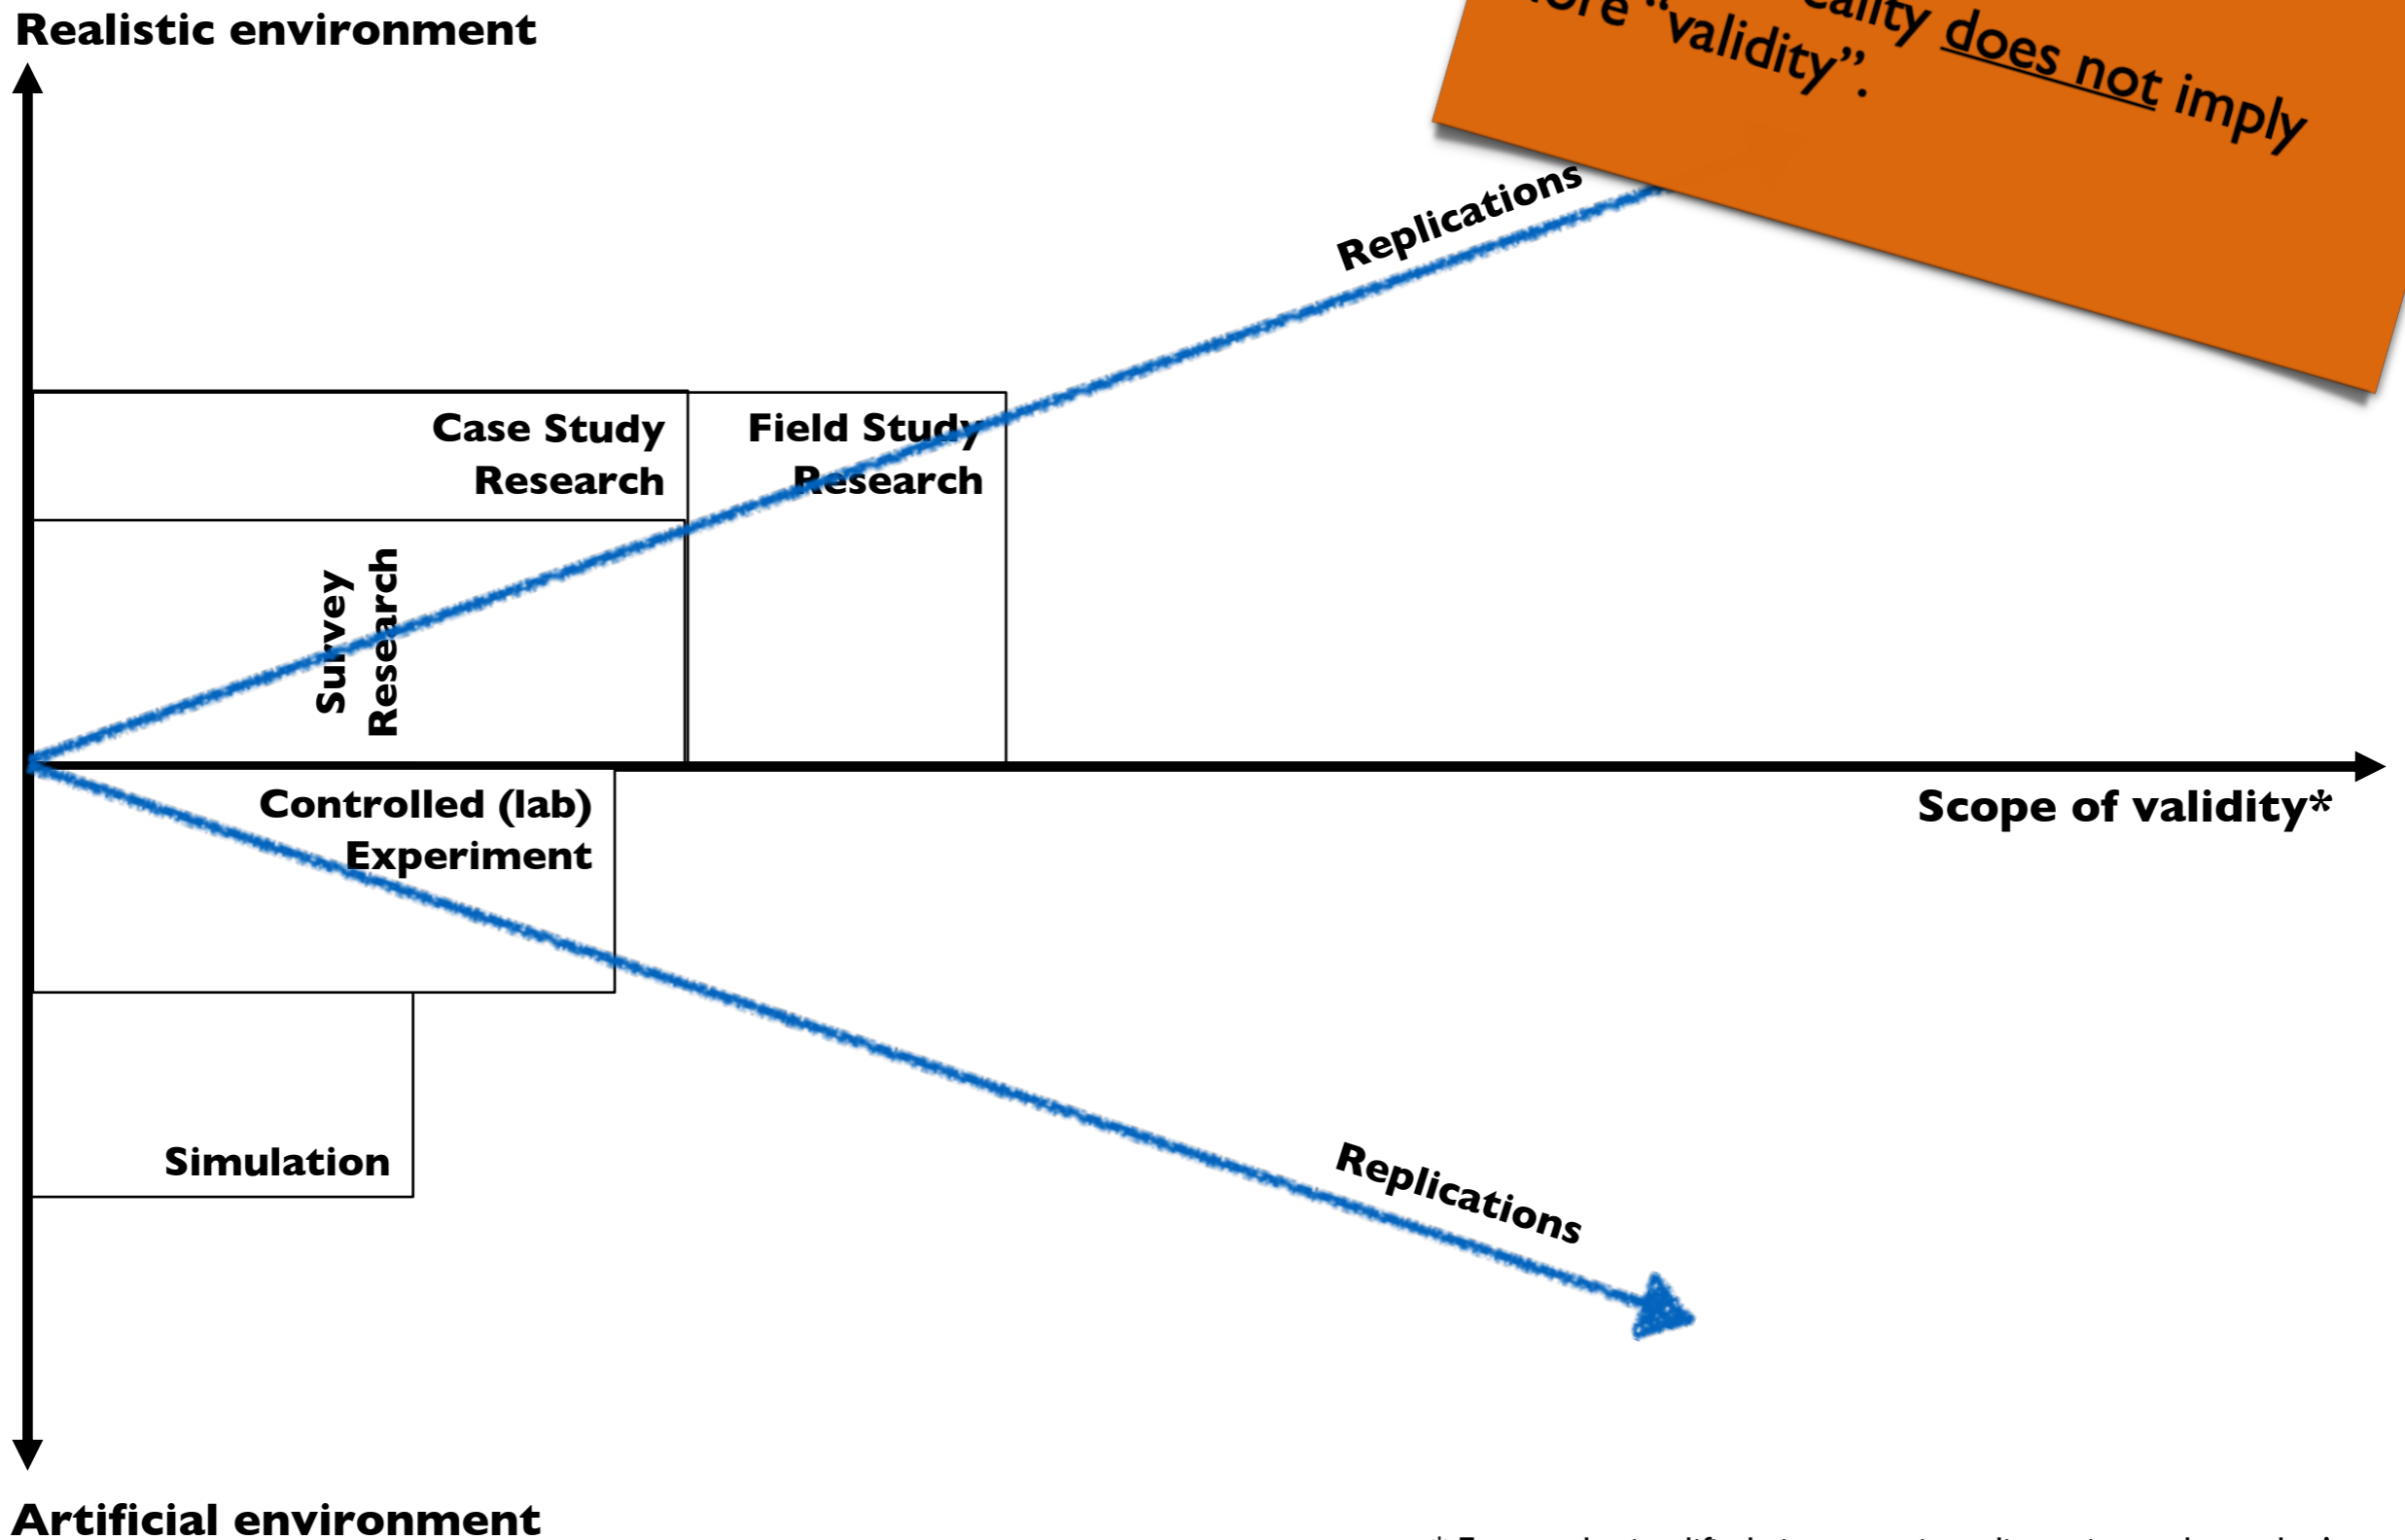 Realistic environment
does not imply
"validity".
Replications
Case Study
Research
Field Study
Research
Survey
Research
Scope of validity*
Controlled (lab)
Experiment
Simulation
Replications
Artificial environment